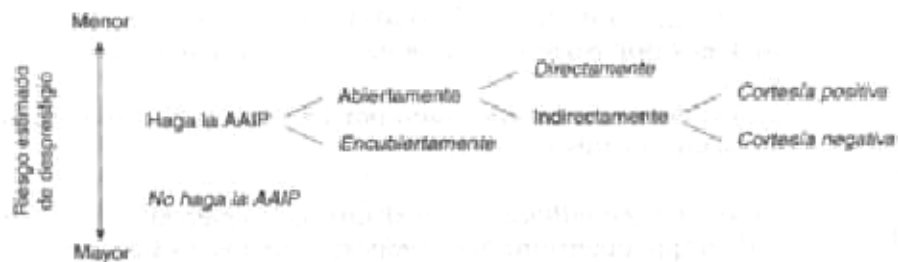 Menor
Riesgo estimado
de desprestigio
Directamente
Abiertamente
Cortesía positiva
Haga la AAIP
Indirectamente
Encubiertamente
Cortesía negativa
No haga la AAIP
Mayor